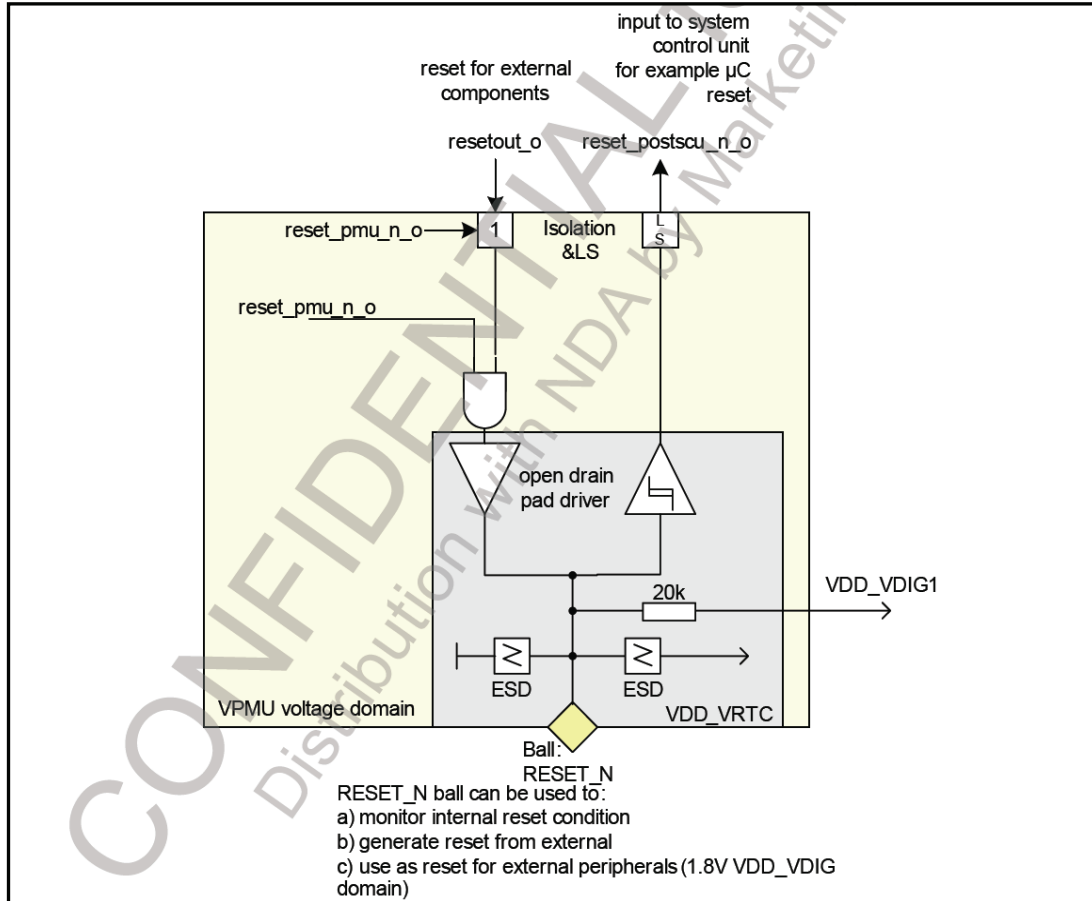 input to system
control unit
for example µC
reset
reset for external
components
resetout_o
reset_postscu_n_o
reset_pmu_n_o
1
Isolation
&LS
L
S
reset_pmu_n_o
open drain
pad driver
20k
VDD_VDIG1
ESD
ESD
VPMU voltage domain
VDD_VRTC
Ball:
RESET_N
RESET_N ball can be used to:
a) monitor internal reset condition
b) generate reset from external
c) use as reset for external peripherals (1.8V VDD_VDIG
domain)
CONFIDENTIAL
Distribution with NDA by